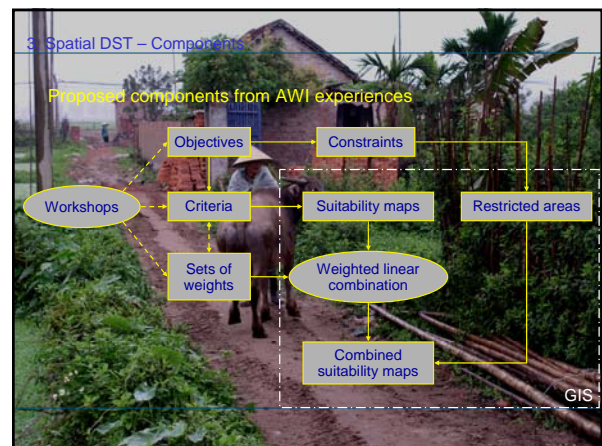 3. Spatial DST – Components
Proposed components from AWI experiences
Objectives
Constraints
Workshops
Criteria
Suitability maps
Restricted areas
Sets of
weights
Weighted linear
combination
Combined
suitability maps
GIS